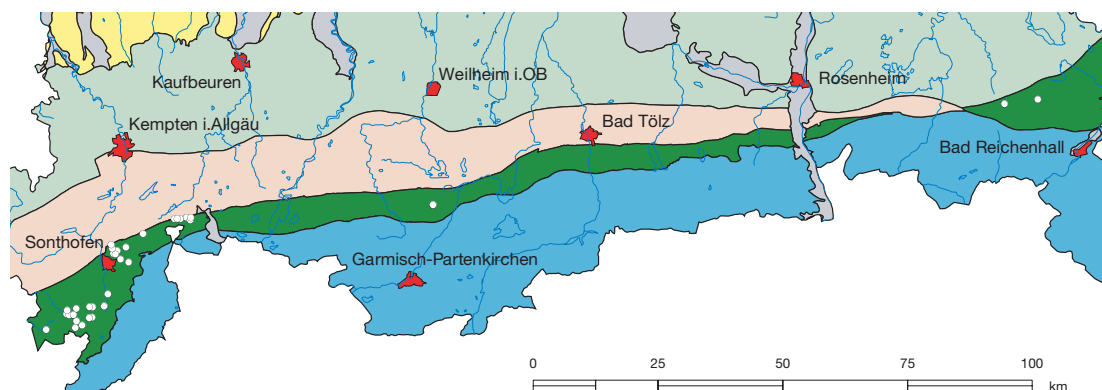 Kaufbeuren
Weilheim i.OB
Rosenheim
Kempten i.Allgäu
Bad Tölz
Bad Reichenhall
Sonthofen
Garmisch-Partenkirchen
0 25 50 75 100
km